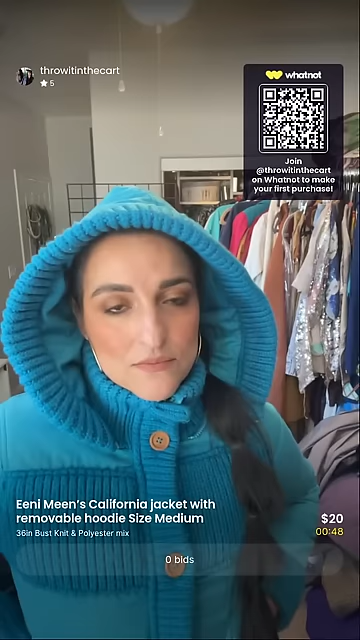 throwitinthecart
★ 5
whatnot
Join
@throwitinthecart
on Whatnot to make
your first purchase!
Eeni Meen's California jacket with
removable hoodie Size Medium
$20
36in Bust Knit & Polyester mix
00:48
0 bids